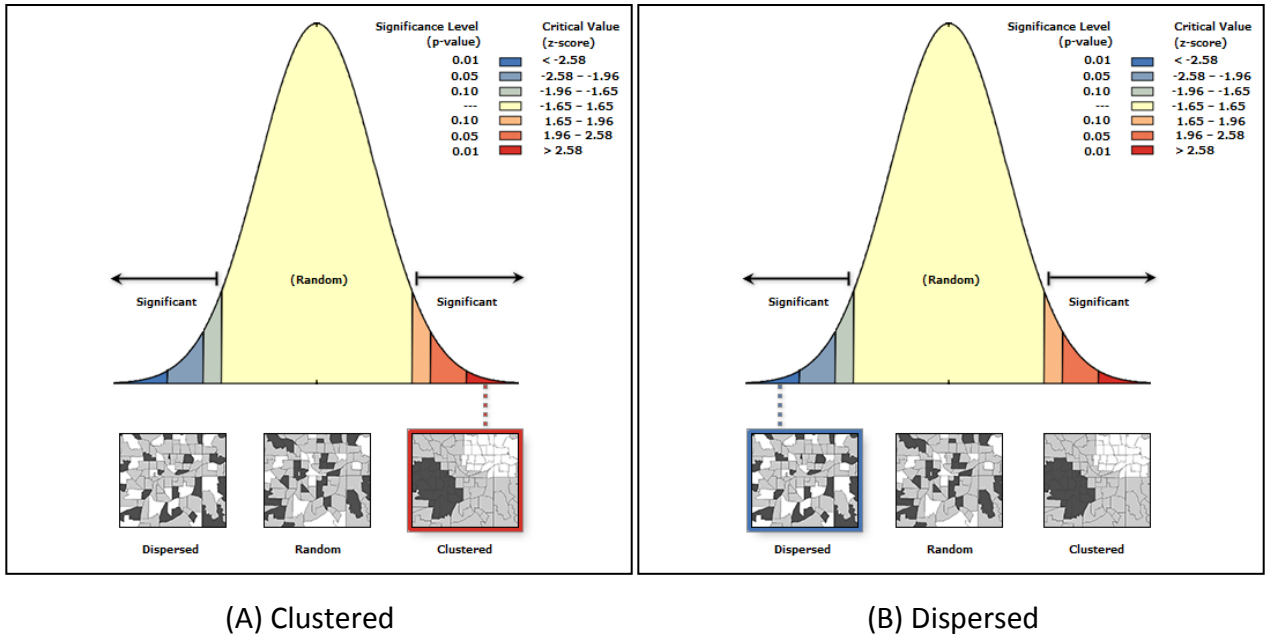 Significance Level Critical Value
(p-value) (z-score)
0.01 < -2.58
0.05 -2.58 – -1.96
0.10 -1.96 – -1.65
--- -1.65 – 1.65
0.10 1.65 – 1.96
0.05 1.96 – 2.58
0.01 > 2.58
(Random)
Significant Significant
Dispersed Random Clustered
(A) Clustered
Significance Level Critical Value
(p-value) (z-score)
0.01 < -2.58
0.05 -2.58 – -1.96
0.10 -1.96 – -1.65
--- -1.65 – 1.65
0.10 1.65 – 1.96
0.05 1.96 – 2.58
0.01 > 2.58
(Random)
Significant Significant
Dispersed Random Clustered
(B) Dispersed